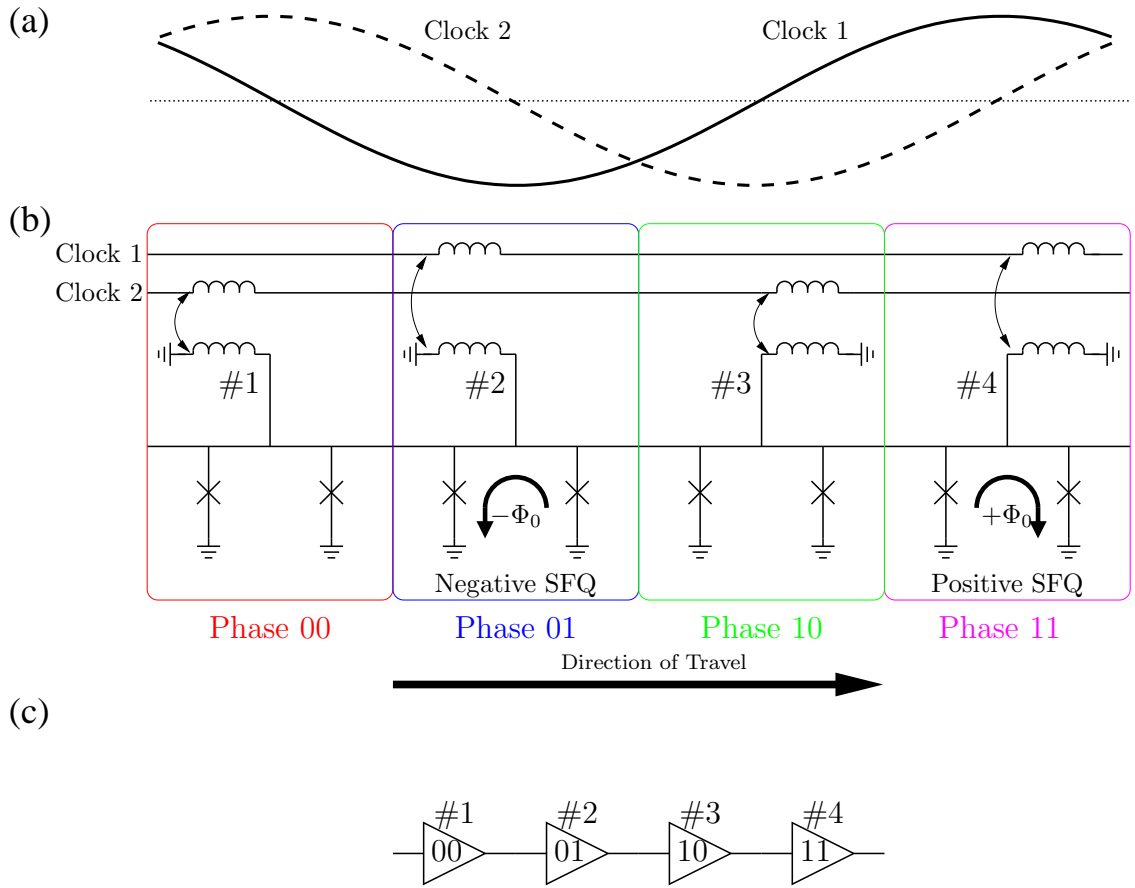 (a)
Clock 2
Clock 1
(b)
Clock 1
Clock 2
#1
#2
#3
#4
−Φ0
+Φ0
Negative SFQ
Positive SFQ
Phase 00
Phase 01
Phase 10
Phase 11
Direction of Travel
(c)
#1
#2
#3
#4
00
01
10
11